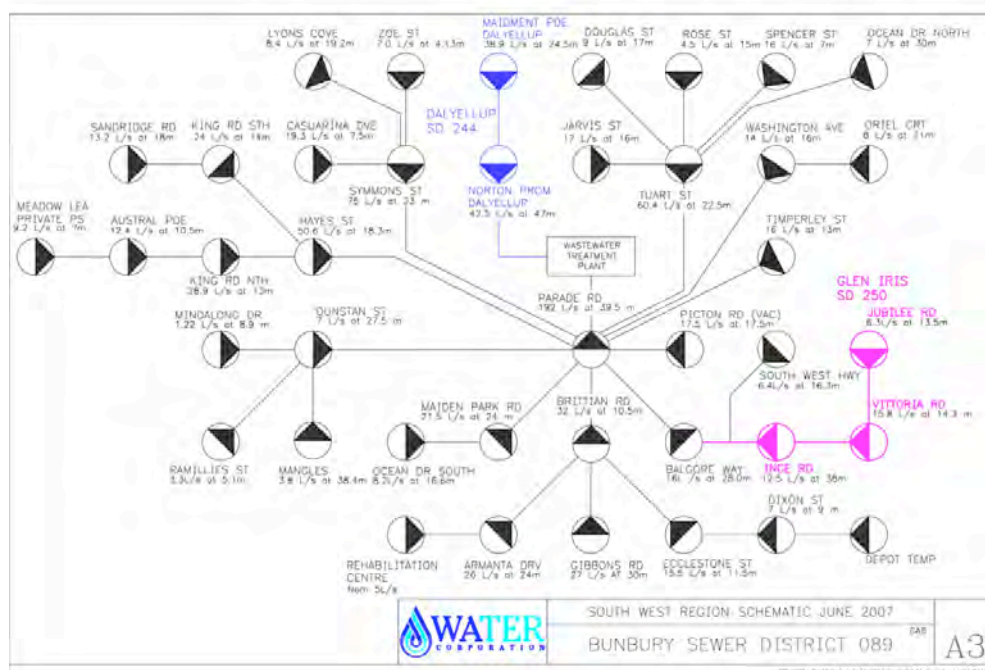 LYONS COVE
8.4 L/s at 19.2m
ZOE ST
7.0 L/s at 4.13m
MAIDMENT PDE
DALYELLUP
38.9 L/s at 24.5m
DOUGLAS ST
9 L/s at 17m
ROSE ST
4.5 L/s at 15m
SPENCER ST
16 L/s at 7m
OCEAN DR NORTH
7 L/s at 30m
SANDRIDGE RD
13.2 L/s at 18m
KING RD STH
24 L/s at 14m
CASUARINA DVE
19.3 L/s at 7.5m
DALYELLUP
SD 244
JARVIS ST
17 L/s at 16m
WASHINGTON AVE
14 L/s at 16m
ORIEL CRT
8 L/s at 21m
SYMMONS ST
75 L/s at 23 m
NORTON PROM
DALYELLUP
42.5 L/s at 47m
TUART ST
60.4 L/s at 22.5m
MEADOW LEA
PRIVATE PS
9.2 L/s at 7m
AUSTRAL PDE
12.4 L/s at 10.5m
HAYES ST
50.6 L/s at 18.3m
TIMPERLEY ST
16 L/s at 13m
KING RD NTH
28.9 L/s at 13m
WASTEWATER
TREATMENT
PLANT
GLEN IRIS
SD 250
MINDALONG DR
1.22 L/s at 8.9 m
DUNSTAN ST
7 L/s at 27.5 m
PARADE RD
192 L/s at 39.5 m
PICTON RD (VAC)
17.5 L/s at 17.5m
JUBILEE RD
6.3L/s at 13.5m
SOUTH WEST HWY
6.4L/s at 16.3m
MAIDEN PARK RD
21.5 L/s at 24 m
BRITTIAN RD
32 L/s at 10.5m
VITTORIA RD
15.8 L/s at 14.3 m
RAMILLIES ST
3.3L/s at 5.1m
MANGLES
3.8 L/s at 38.4m
OCEAN DR SOUTH
8.2L/s at 16.6m
BALGORE WAY
16L /s at 28.0m
INGE RD
12.5 L/s at 36m
DIXON ST
7 L/s at 9 m
REHABILITATION
CENTRE
Nom 5L/s
ARMANTA DRV
26 L/s at 24m
GIBBONS RD
27 L/s AT 30m
ECCLESTONE ST
15.5 L/s at 11.5m
DEPOT TEMP
WATER
CORPORATION
SOUTH WEST REGION SCHEMATIC JUNE 2007
BUNBURY SEWER DISTRICT 089
A3